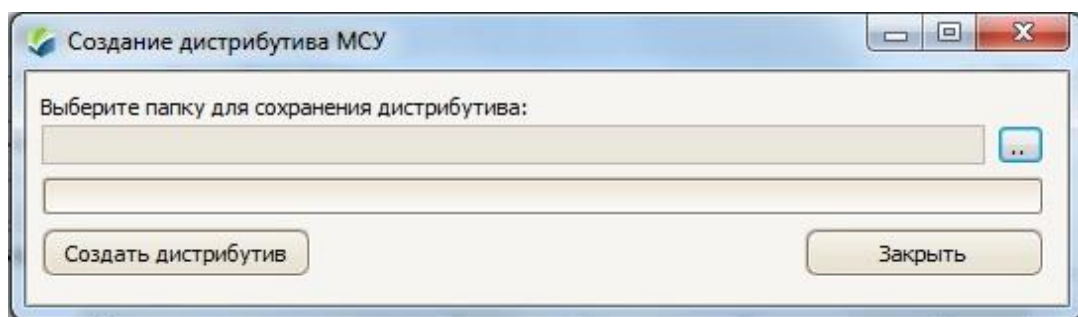 Создание дистрибутива МСУ
Выберите папку для сохранения дистрибутива:
..
Создать дистрибутив
Закрыть